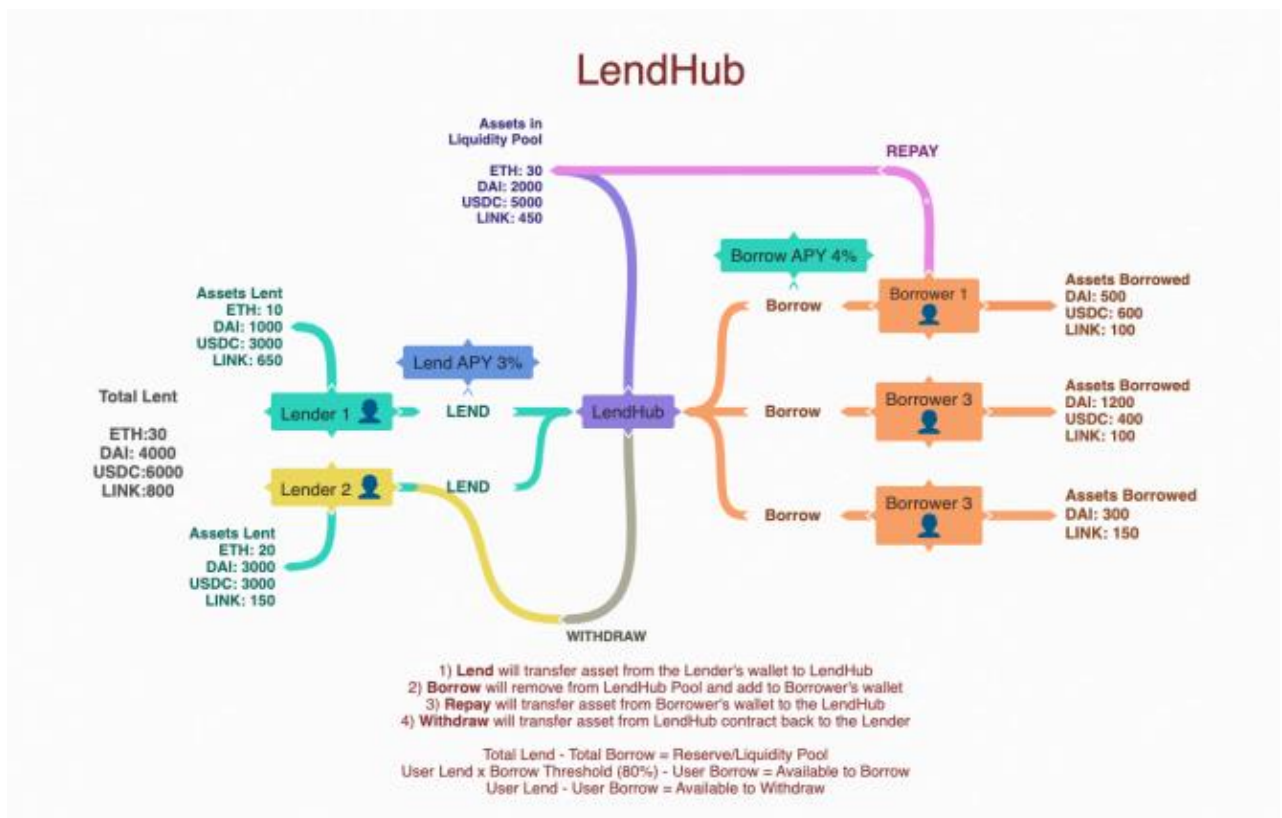 LendHub
Assets in
Liquidity Pool
ETH: 30
DAI: 2000
USDC: 5000
LINK: 450
REPAY
Borrow APY 4%
Assets Lent
ETH: 10
DAI: 1000
USDC: 3000
LINK: 650
Lend APY 3%
Borrow
Borrower 1
Assets Borrowed
DAI: 500
USDC: 600
LINK: 100
Total Lent
ETH:30
DAI: 4000
USDC:6000
LINK:800
Lender 1
LEND
LendHub
Borrow
Borrower 3
Assets Borrowed
DAI: 1200
USDC: 400
LINK: 100
Lender 2
LEND
Borrow
Borrower 3
Assets Borrowed
DAI: 300
LINK: 150
Assets Lent
ETH: 20
DAI: 3000
USDC: 3000
LINK: 150
WITHDRAW
1) Lend will transfer asset from the Lender's wallet to LendHub
2) Borrow will remove from LendHub Pool and add to Borrower's wallet
3) Repay will transfer asset from Borrower's wallet to the LendHub
4) Withdraw will transfer asset from LendHub contract back to the Lender
Total Lend - Total Borrow = Reserve/Liquidity Pool
User Lend x Borrow Threshold (80%) - User Borrow = Available to Borrow
User Lend - User Borrow = Available to Withdraw